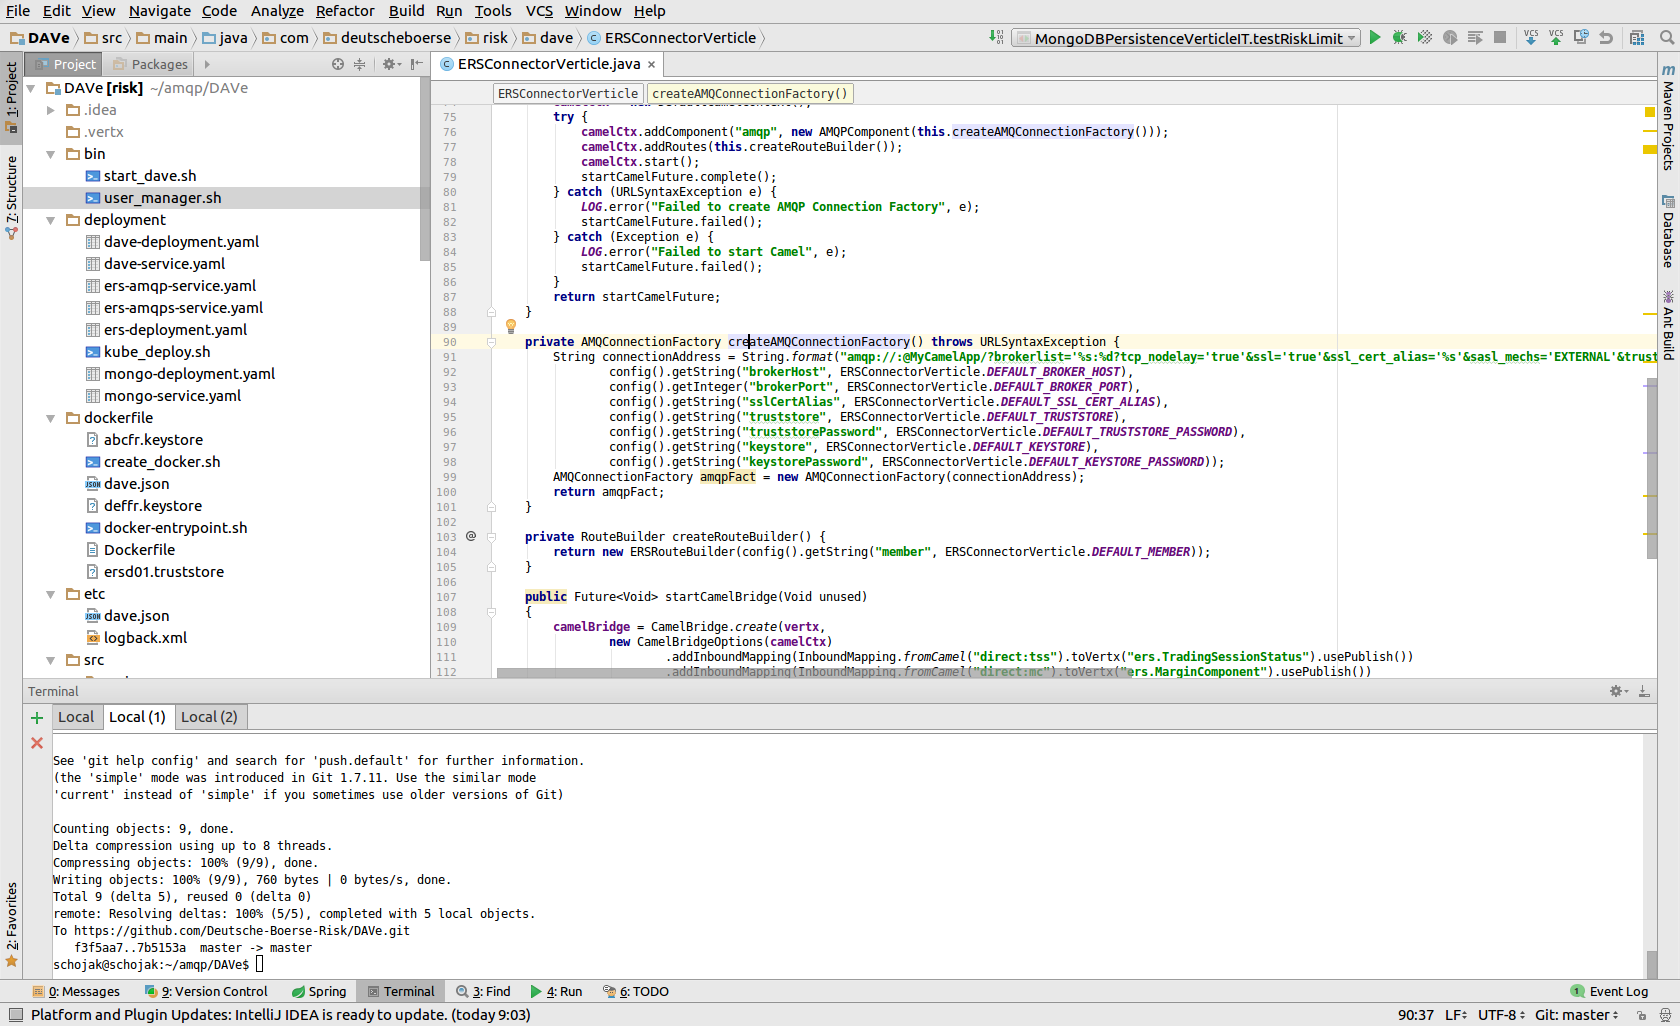 File Edit View Navigate Code Analyze Refactor Build Run Tools VCS Window Help
DAVe src main java com deutscheboerse risk dave ERSConnectorVerticle MongoDBPersistenceVerticleIT.testRiskLimit VCS VCS
Project Packages
ERSConnectorVerticle.java
1: Project
7: Structure
2: Favorites
DAVe [risk] ~/amqp/DAVe
.idea
.vertx
bin
start_dave.sh
user_manager.sh
deployment
dave-deployment.yaml
dave-service.yaml
ers-amqp-service.yaml
ers-amqps-service.yaml
ers-deployment.yaml
kube_deploy.sh
mongo-deployment.yaml
mongo-service.yaml
dockerfile
abcfr.keystore
create_docker.sh
dave.json
deffr.keystore
docker-entrypoint.sh
Dockerfile
ersd01.truststore
etc
dave.json
logback.xml
src
ERSConnectorVerticle createAMQConnectionFactory()
75 try {
76 camelCtx.addComponent("amqp", new AMQPComponent(this.createAMQConnectionFactory()));
77 camelCtx.addRoutes(this.createRouteBuilder());
78 camelCtx.start();
79 startCamelFuture.complete();
80 } catch (URLSyntaxException e) {
81 LOG.error("Failed to create AMQP Connection Factory", e);
82 startCamelFuture.failed();
83 } catch (Exception e) {
84 LOG.error("Failed to start Camel", e);
85 startCamelFuture.failed();
86 }
87 return startCamelFuture;
88 }
89
90 private AMQConnectionFactory createAMQConnectionFactory() throws URLSyntaxException {
91 String connectionAddress = String.format("amqp://:@MyCamelApp/?brokerlist='%s:%d?tcp_nodelay='true'&ssl='true'&ssl_cert_alias='%s'&sasl_mechs='EXTERNAL'&trust
92 config().getString("brokerHost", ERSConnectorVerticle.DEFAULT_BROKER_HOST),
93 config().getInteger("brokerPort", ERSConnectorVerticle.DEFAULT_BROKER_PORT),
94 config().getString("sslCertAlias", ERSConnectorVerticle.DEFAULT_SSL_CERT_ALIAS),
95 config().getString("truststore", ERSConnectorVerticle.DEFAULT_TRUSTSTORE),
96 config().getString("truststorePassword", ERSConnectorVerticle.DEFAULT_TRUSTSTORE_PASSWORD),
97 config().getString("keystore", ERSConnectorVerticle.DEFAULT_KEYSTORE),
98 config().getString("keystorePassword", ERSConnectorVerticle.DEFAULT_KEYSTORE_PASSWORD));
99 AMQConnectionFactory amqpFact = new AMQConnectionFactory(connectionAddress);
100 return amqpFact;
101 }
102
103 @ private RouteBuilder createRouteBuilder() {
104 return new ERSRouteBuilder(config().getString("member", ERSConnectorVerticle.DEFAULT_MEMBER));
105 }
106
107 public Future<Void> startCamelBridge(Void unused)
108 {
109 camelBridge = CamelBridge.create(vertx,
110 new CamelBridgeOptions(camelCtx)
111 .addInboundMapping(InboundMapping.fromCamel("direct:tss").toVertx("ers.TradingSessionStatus").usePublish())
112 .addInboundMapping(InboundMapping.fromCamel("direct:mc").toVertx("ers.MarginComponent").usePublish())
Maven Projects
Database
Ant Build
Terminal
Local Local (1) Local (2)
See 'git help config' and search for 'push.default' for further information.
(the 'simple' mode was introduced in Git 1.7.11. Use the similar mode
'current' instead of 'simple' if you sometimes use older versions of Git)
Counting objects: 9, done.
Delta compression using up to 8 threads.
Compressing objects: 100% (9/9), done.
Writing objects: 100% (9/9), 760 bytes | 0 bytes/s, done.
Total 9 (delta 5), reused 0 (delta 0)
remote: Resolving deltas: 100% (5/5), completed with 5 local objects.
To https://github.com/Deutsche-Boerse-Risk/DAVe.git
f3f5aa7..7b5153a master -> master
schojak@schojak:~/amqp/DAVe$
0: Messages 9: Version Control Spring Terminal 3: Find 4: Run 6: TODO 1 Event Log
Platform and Plugin Updates: IntelliJ IDEA is ready to update. (today 9:03) 90:37 LF UTF-8 Git: master